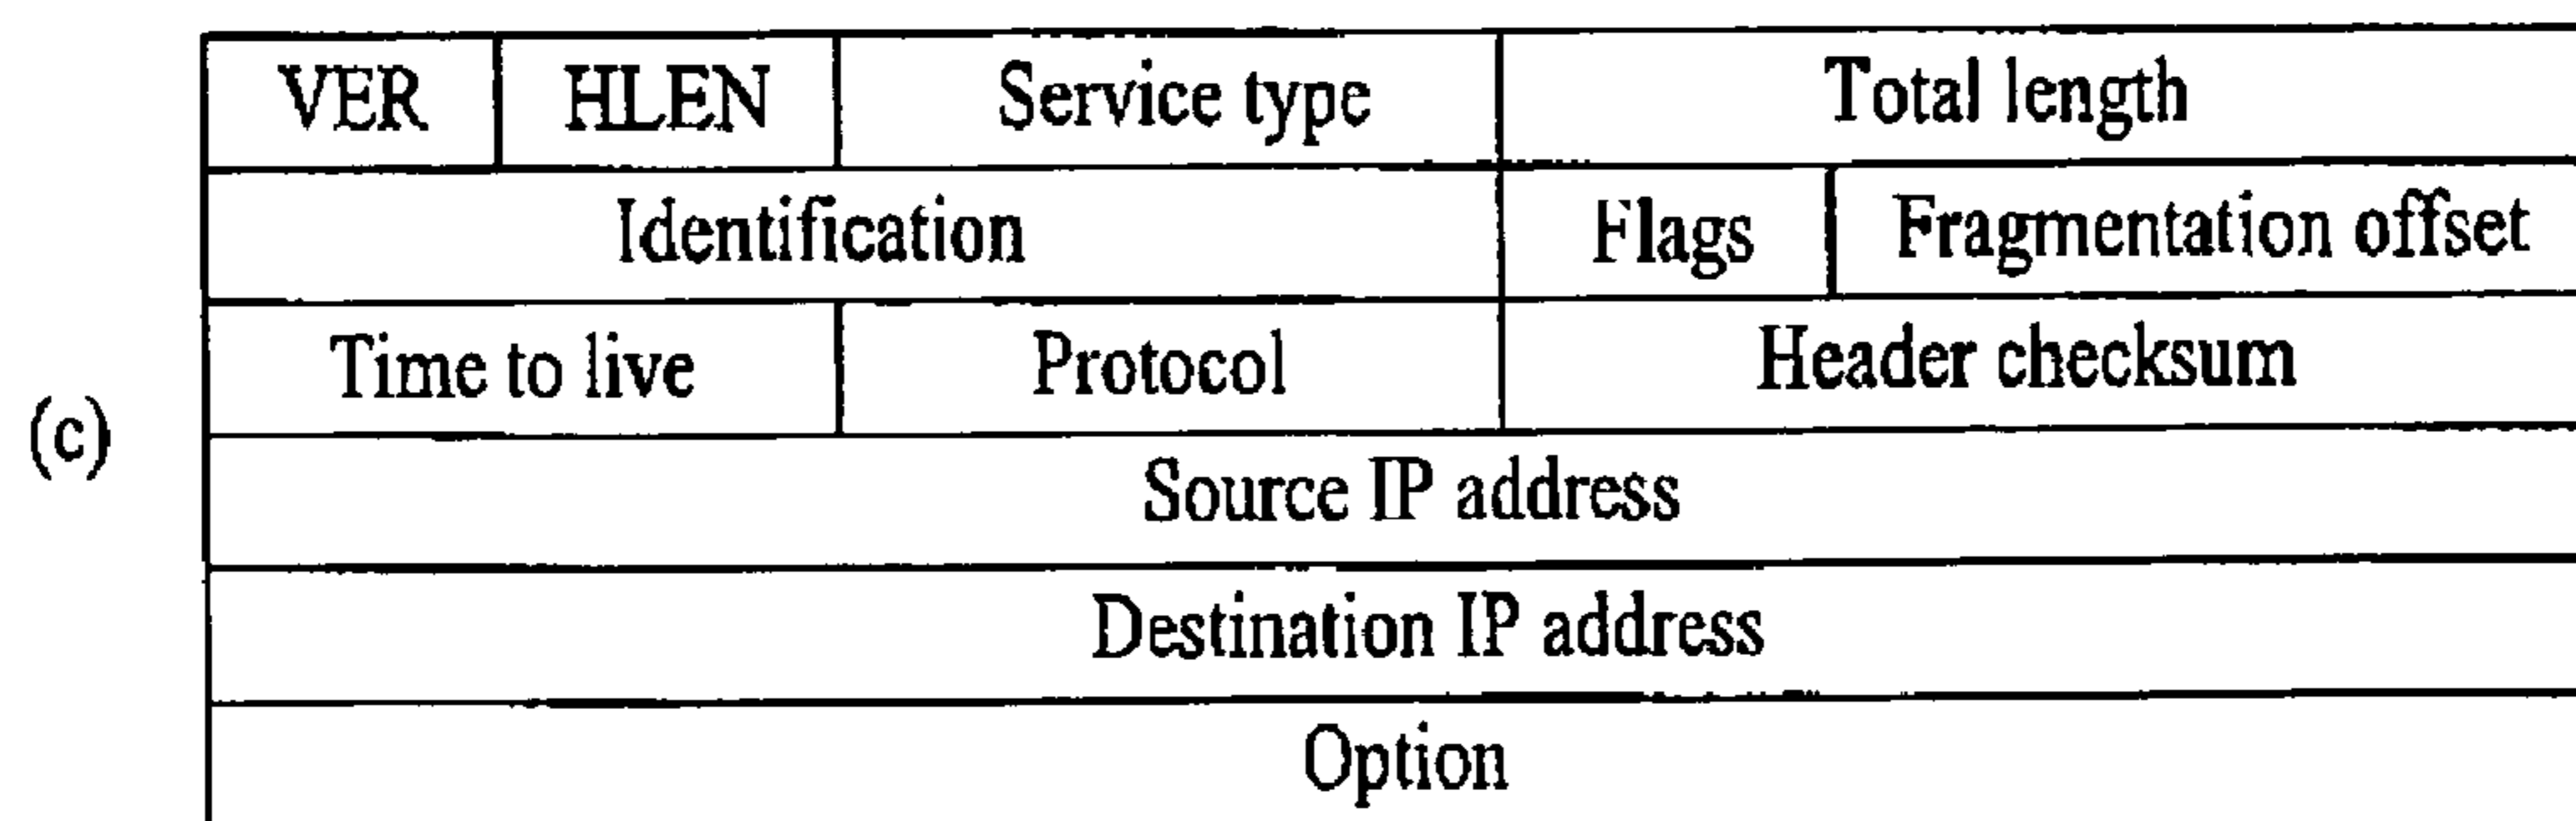 VER HLEN Service type Total length
Identification Flags Fragmentation offset
Time to live Protocol Header checksum
(c)
Source IP address
Destination IP address
Option